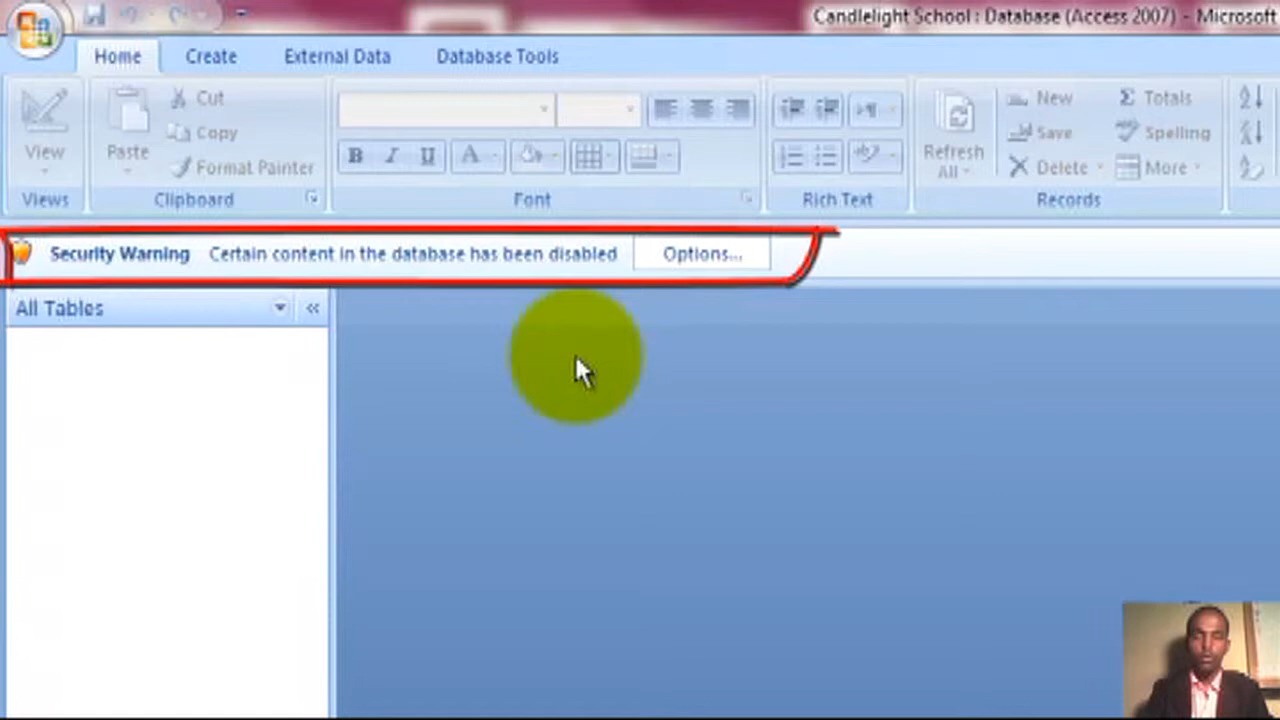 Candlelight School : Database (Access 2007) - Microsoft
Home Create External Data Database Tools
View
Paste
Cut
Copy
Format Painter
B I U A
Refresh All
New
Save
Delete
Σ Totals
Spelling
More
Views Clipboard Font Rich Text Records
Security Warning Certain content in the database has been disabled Options...
All Tables